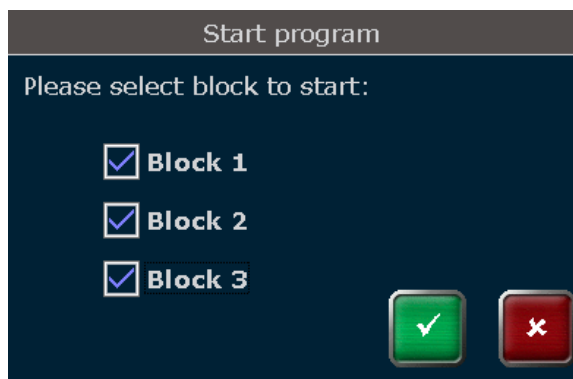 Start program
Please select block to start:
Block 1
Block 2
Block 3